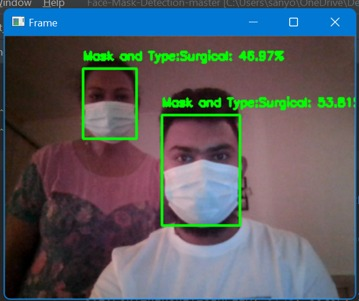 Window Help Face-Mask-Detection-master [C:\Users\sanyo\OneDrive\De
Frame
Mask and Type:Surgical: 46.97%
Mask and Type:Surgical: 53.81%